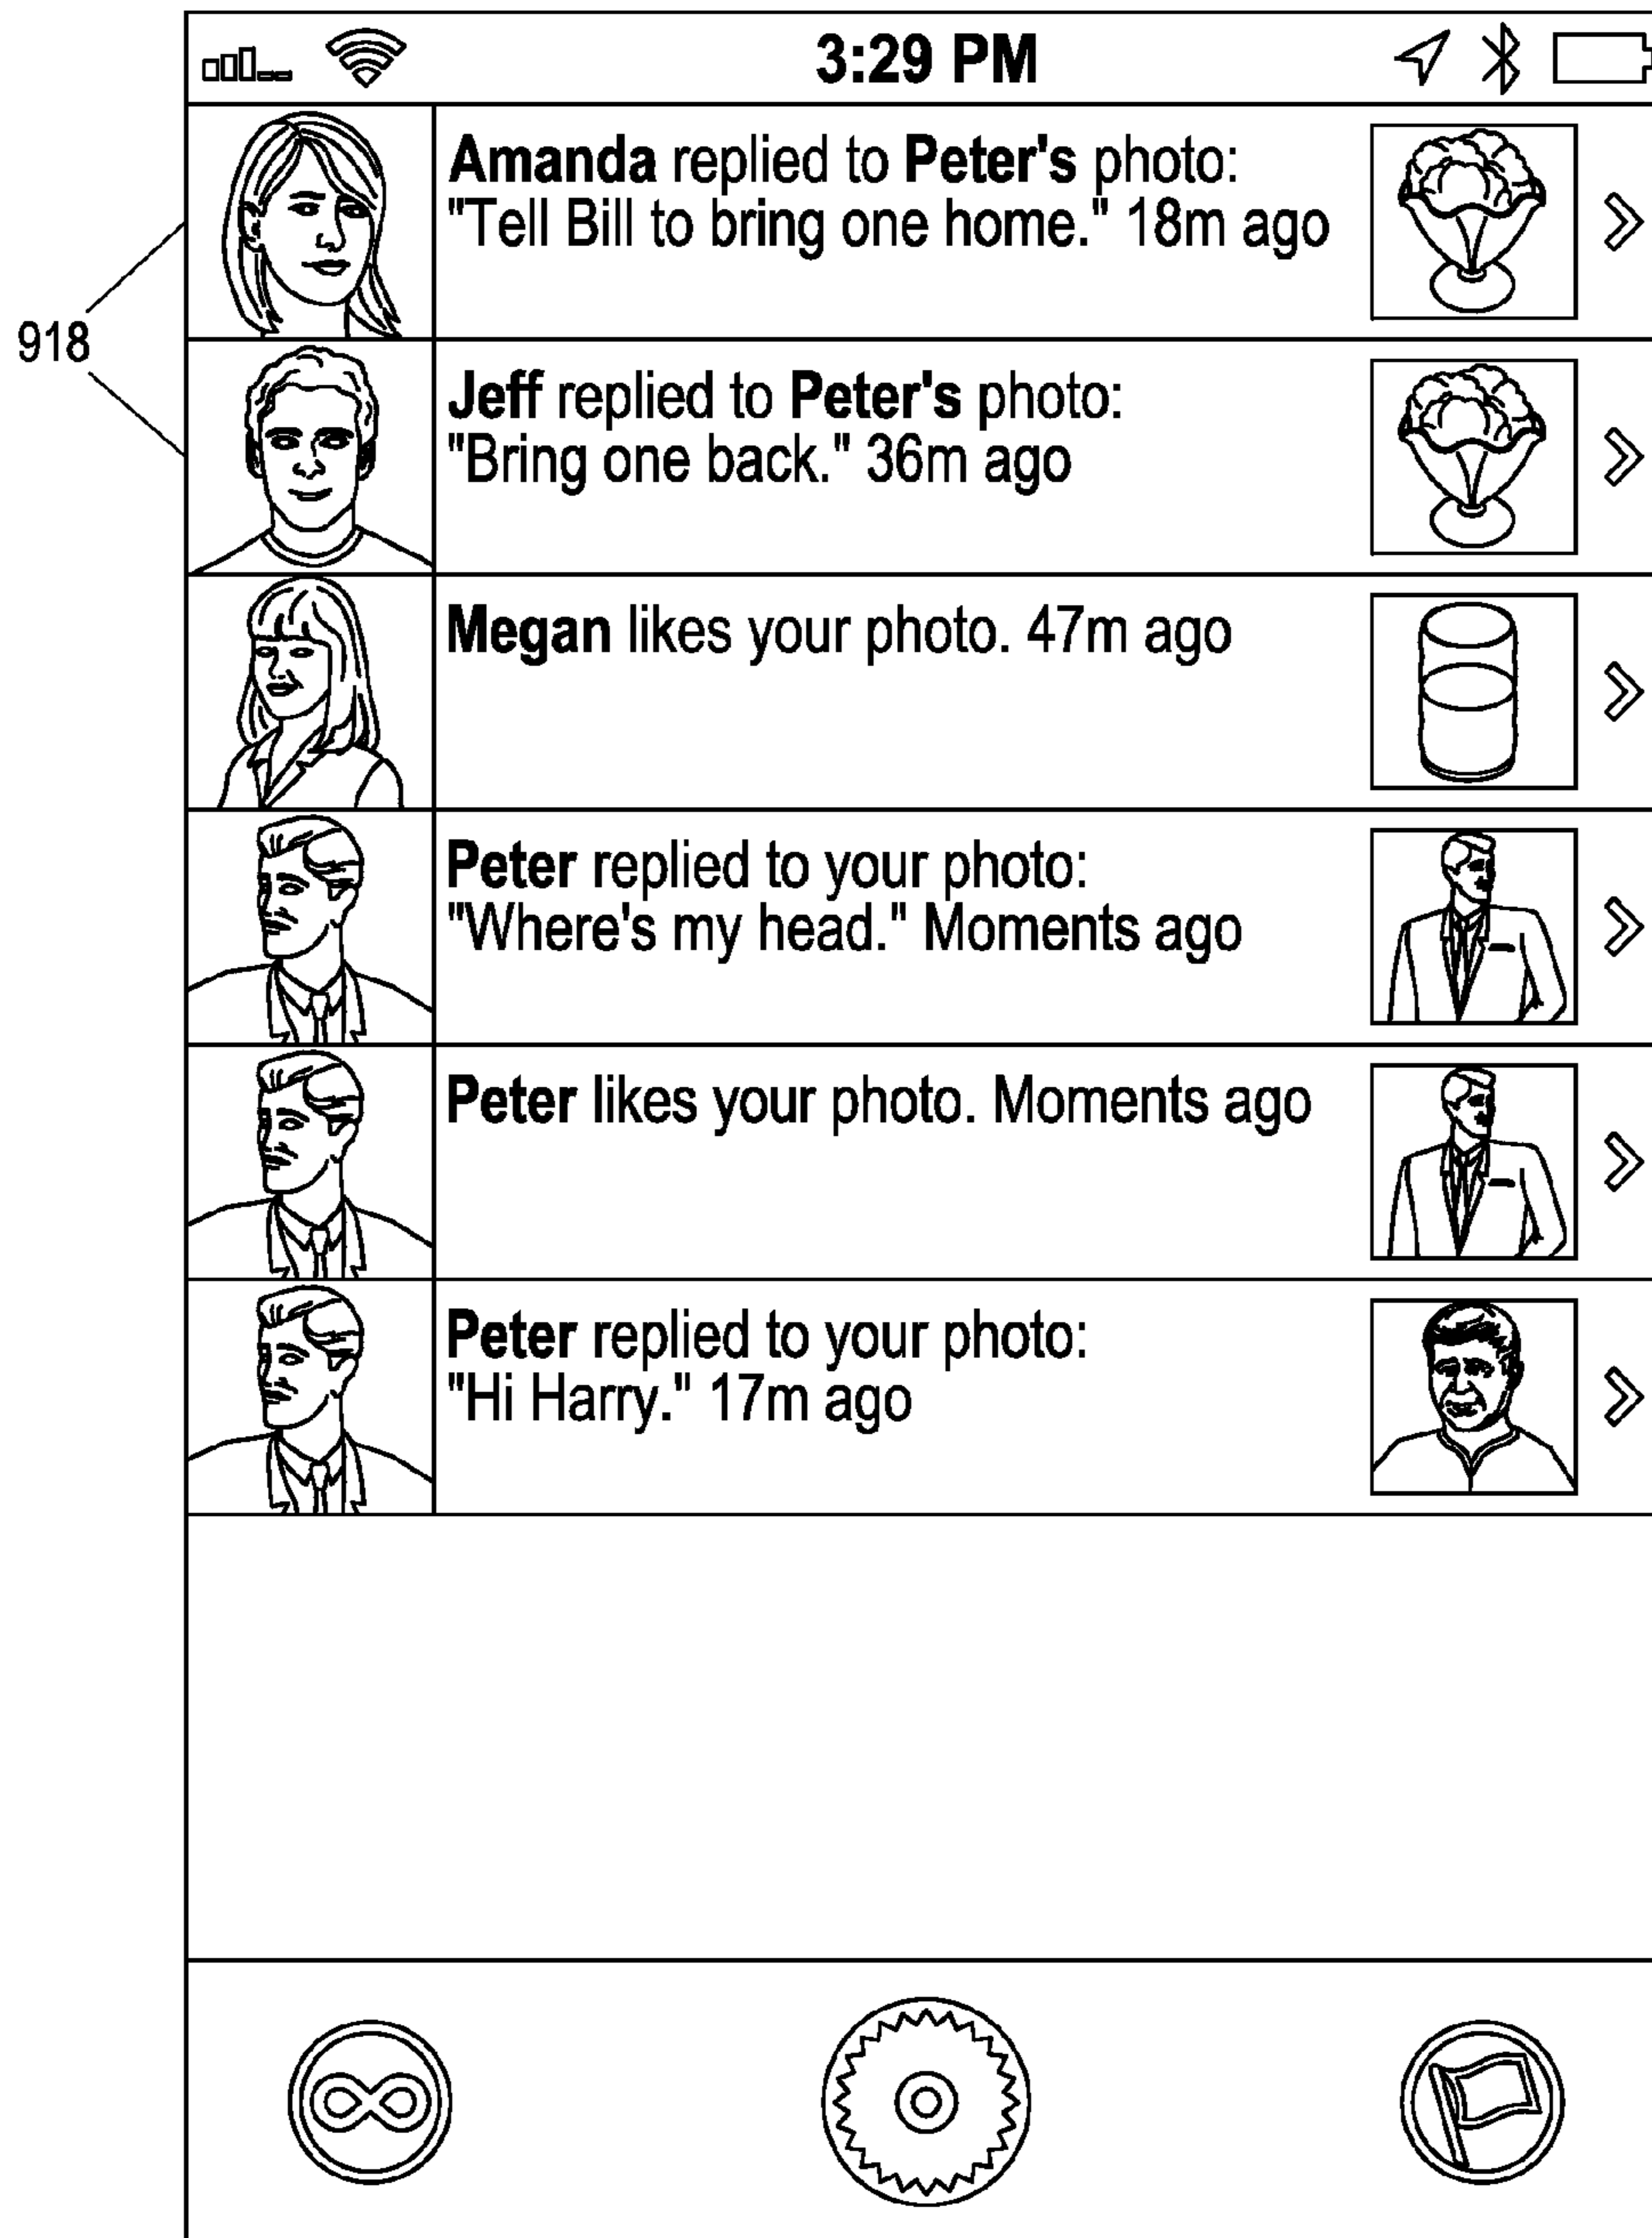 3:29 PM
Amanda replied to Peter's photo:
"Tell Bill to bring one home." 18m ago
918
Jeff replied to Peter's photo:
"Bring one back." 36m ago
Megan likes your photo. 47m ago
Peter replied to your photo:
"Where's my head." Moments ago
Peter likes your photo. Moments ago
Peter replied to your photo:
"Hi Harry." 17m ago